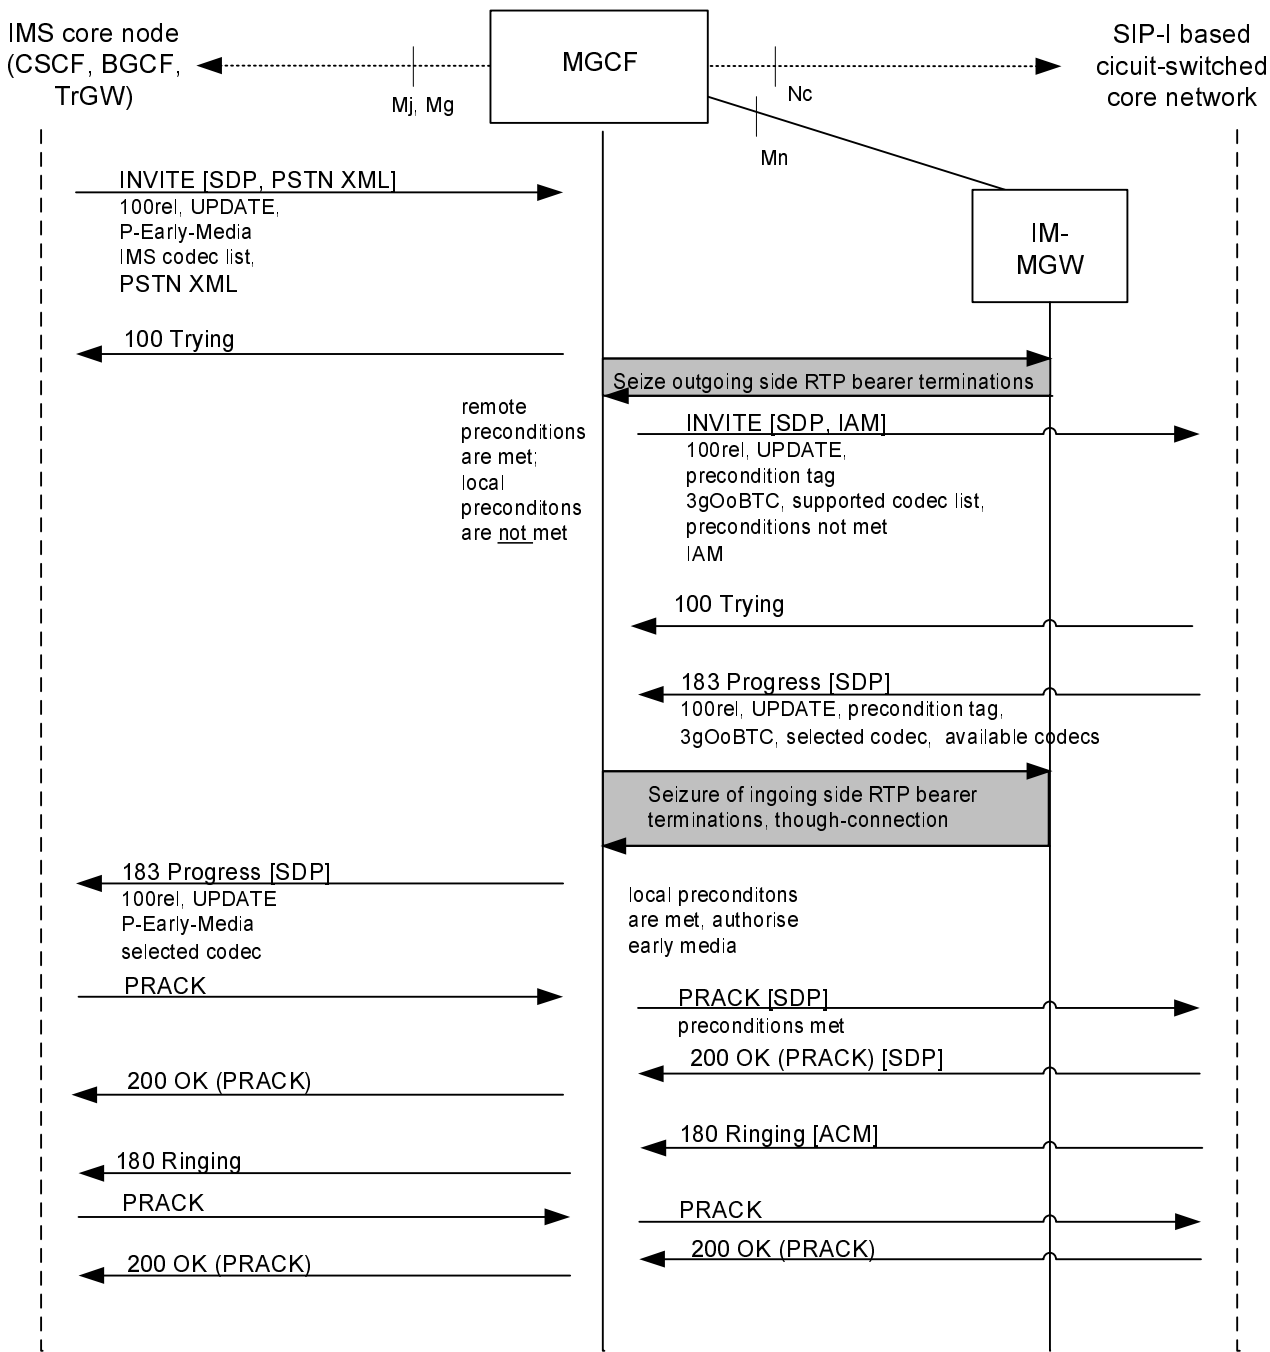 IMS core node
(CSCF, BGCF,
TrGW)
MGCF
SIP-I based
cicuit-switched
core network
Mj, Mg
Nc
Mn
INVITE [SDP, PSTN XML]
100rel, UPDATE,
P-Early-Media
IMS codec list,
PSTN XML
IM-
MGW
100 Trying
Seize outgoing side RTP bearer terminations
remote
preconditions
are met;
local
preconditons
are not met
INVITE [SDP, IAM]
100rel, UPDATE,
precondition tag
3gOoBTC, supported codec list,
preconditions not met
IAM
100 Trying
183 Progress [SDP]
100rel, UPDATE, precondition tag,
3gOoBTC, selected codec, available codecs
Seizure of ingoing side RTP bearer
terminations, though-connection
183 Progress [SDP]
100rel, UPDATE
P-Early-Media
selected codec
local preconditons
are met, authorise
early media
PRACK
PRACK [SDP]
preconditions met
200 OK (PRACK) [SDP]
200 OK (PRACK)
180 Ringing [ACM]
180 Ringing
PRACK
PRACK
200 OK (PRACK)
200 OK (PRACK)